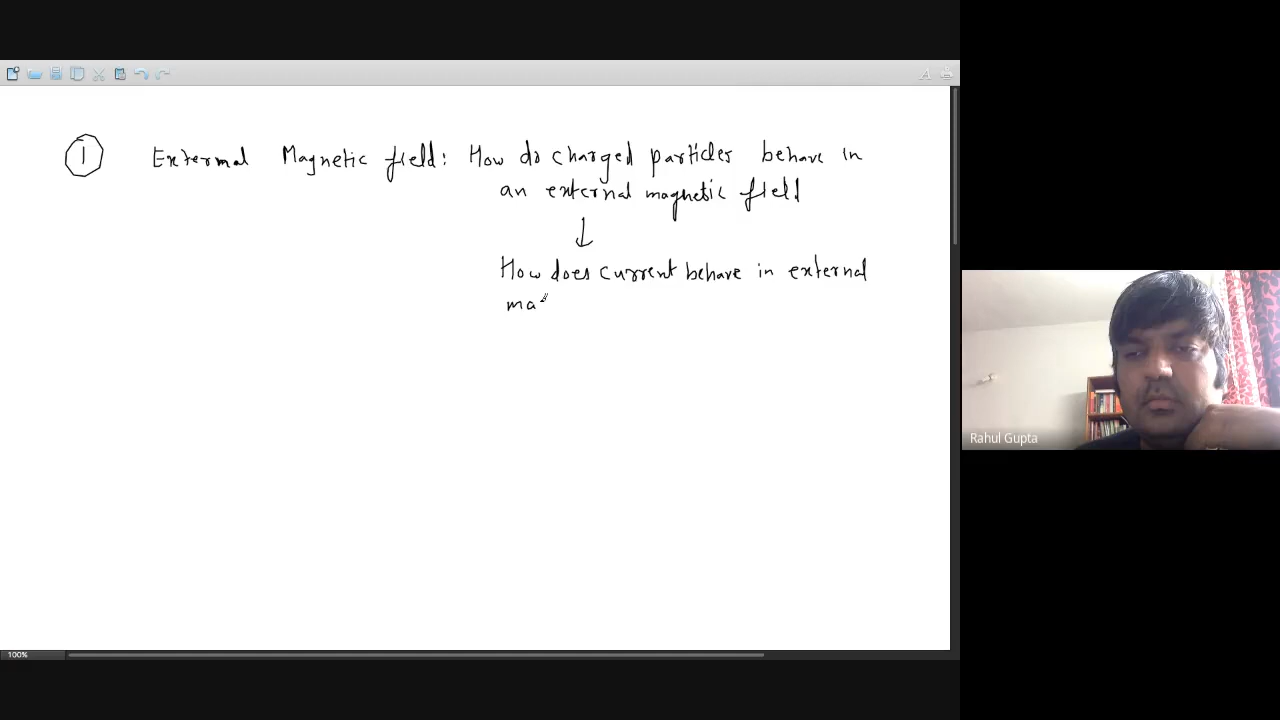 1 External Magnetic field: How do charged particles behave in
an external magnetic field
↓
How does current behave in external
ma
Rahul Gupta
100%